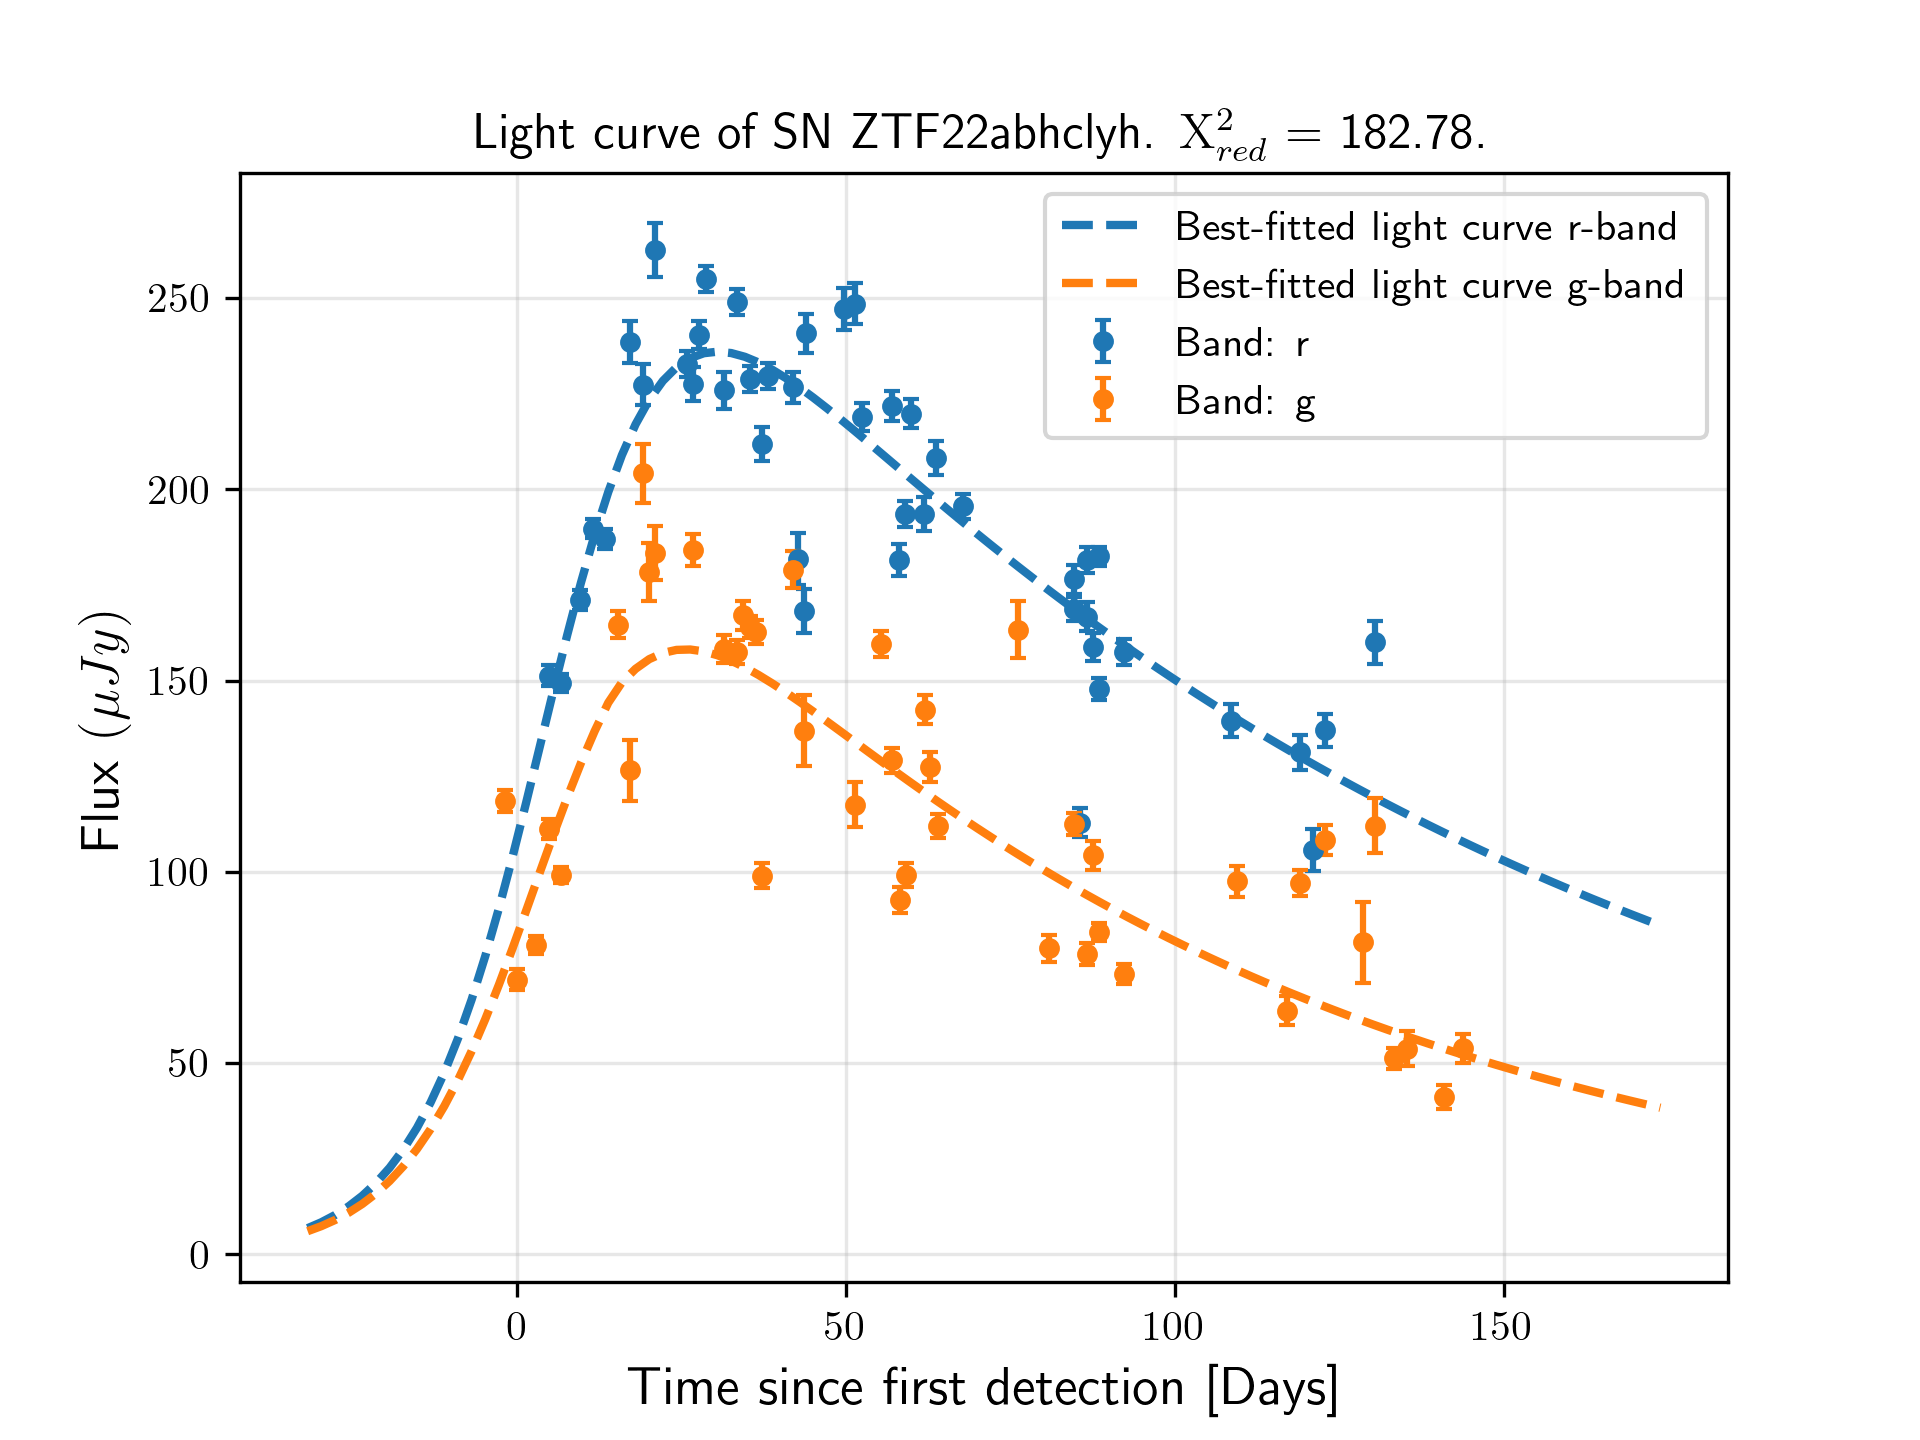 Light curve of SN ZTF22abhclyh. X²_red = 182.78.
Best-fitted light curve r-band
Best-fitted light curve g-band
Band: r
Band: g
Flux (μJy)
250
200
150
100
50
0
0 50 100 150
Time since first detection [Days]